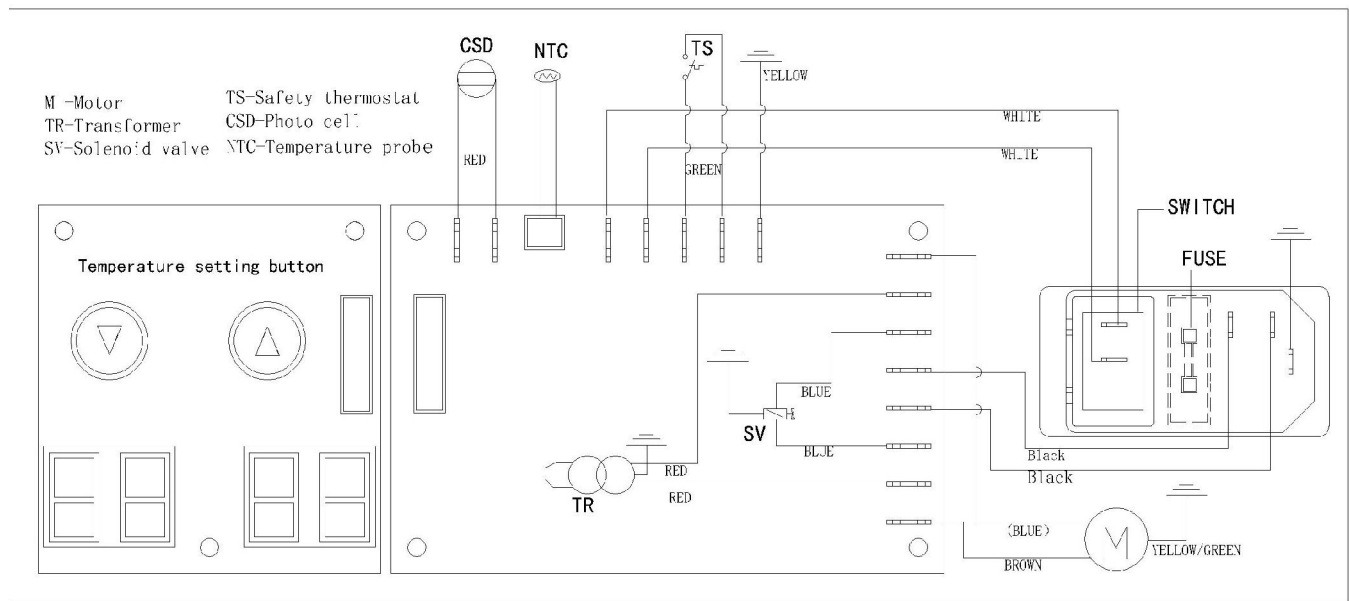 CSD
NTC
TS
YELLOW
M -Motor
TS-Safety thermostat
TR-Transformer
CSD-Photo cell
SV-Solenoid valve
NTC-Temperature probe
WHITE
RED
GREEN
WHITE
SWITCH
FUSE
Temperature setting button
BLUE
SV
BLUE
RED
RED
TR
Black
Black
(BLUE)
M
YELLOW/GREEN
BROWN